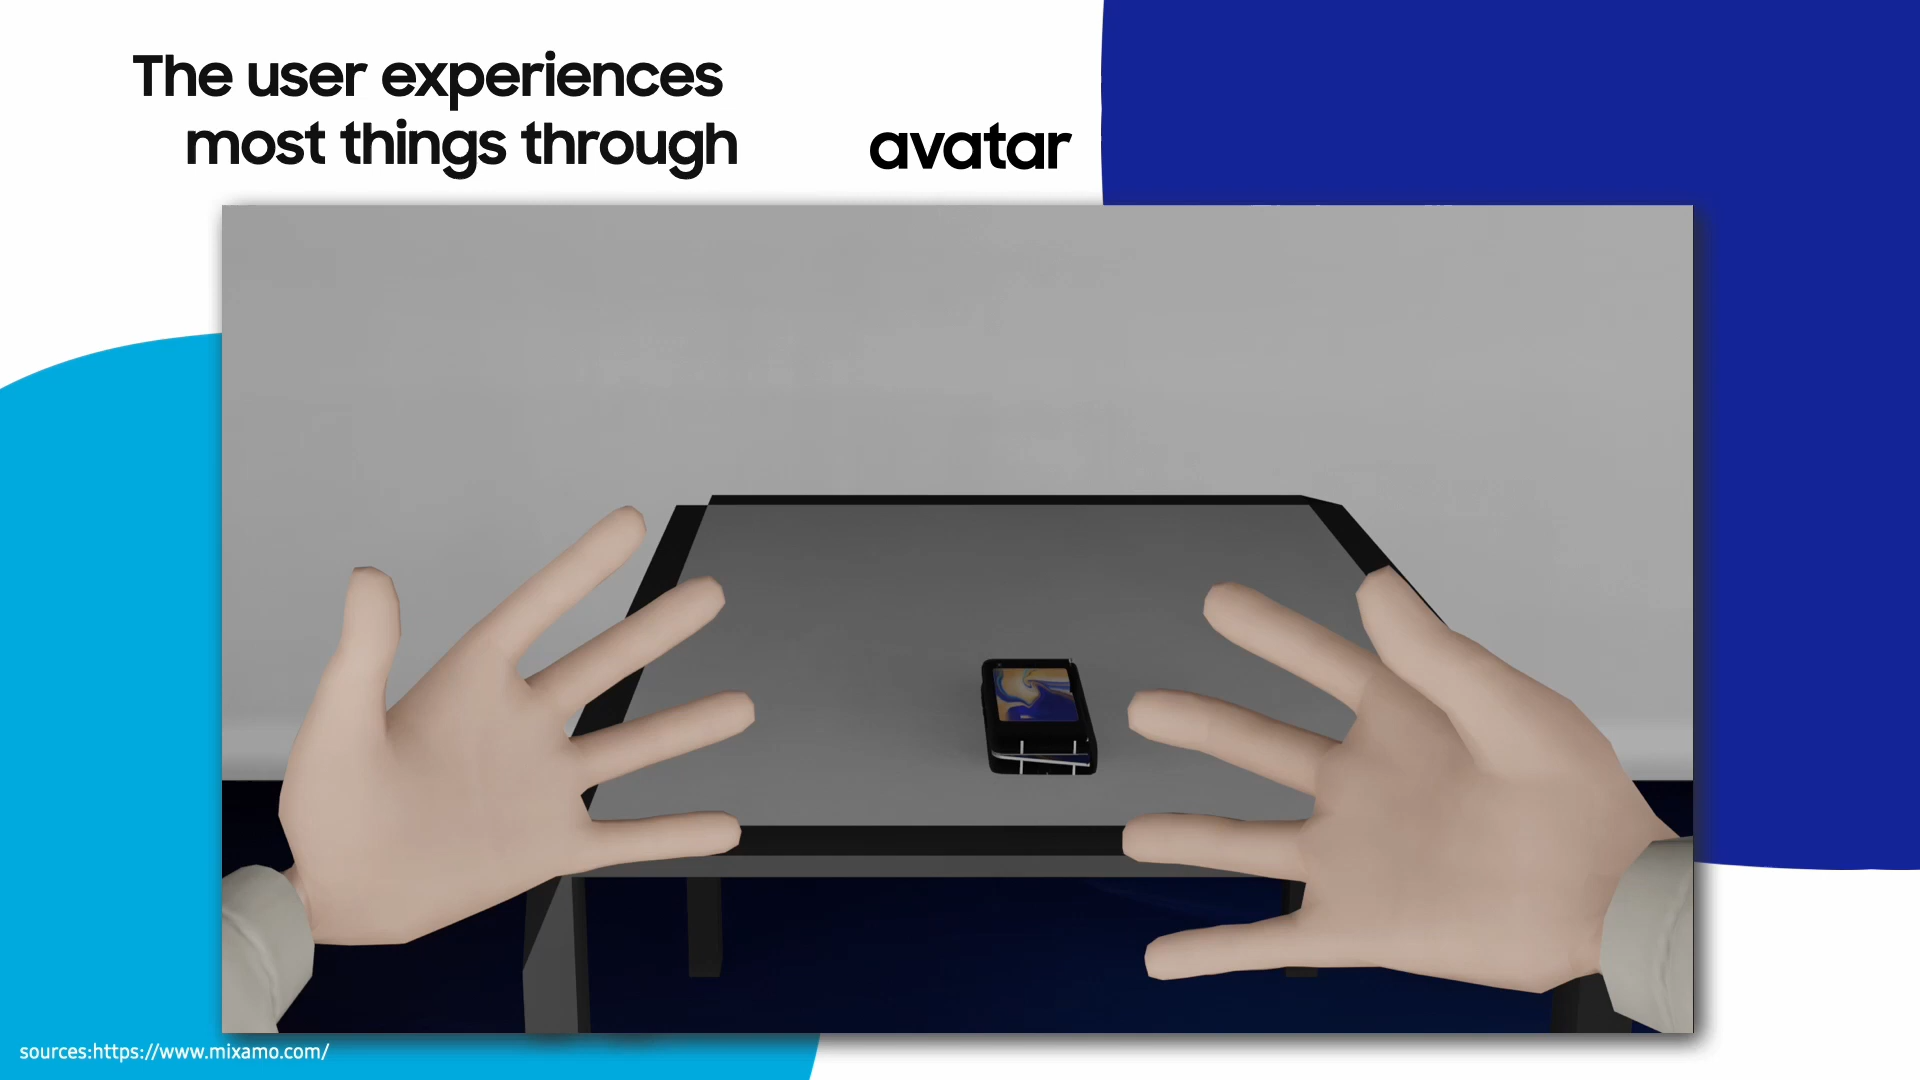 The user experiences
most things through avatar
sources:https://www.mixamo.com/